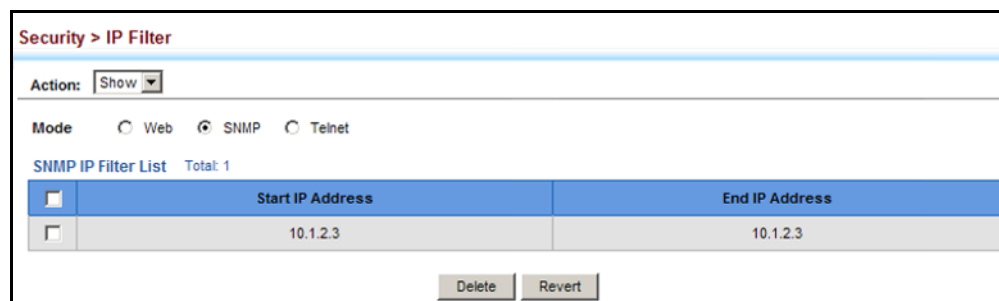 Security > IP Filter
Action: Show
Mode Web SNMP Telnet
SNMP IP Filter List Total: 1
Start IP Address End IP Address
10.1.2.3 10.1.2.3
Delete Revert